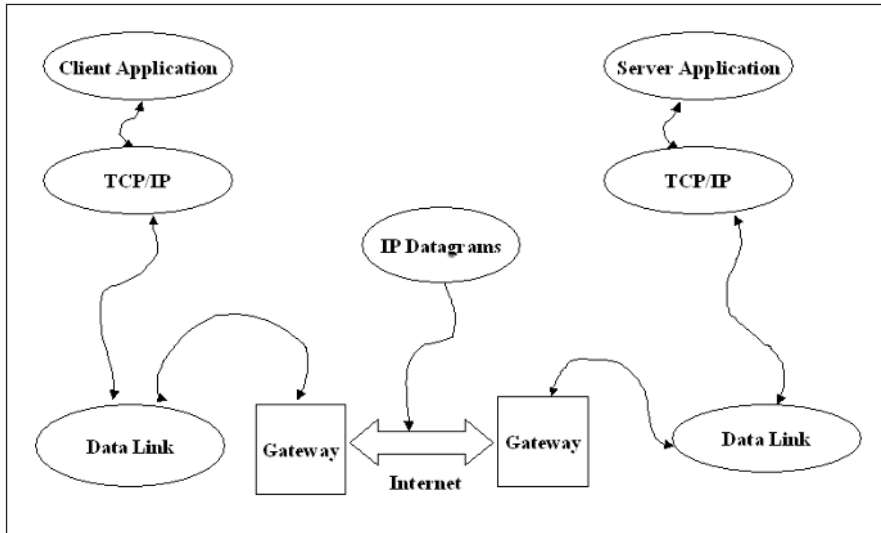 Client Application
Server Application
TCP/IP
TCP/IP
IP Datagrams
Data Link
Gateway
Internet
Gateway
Data Link